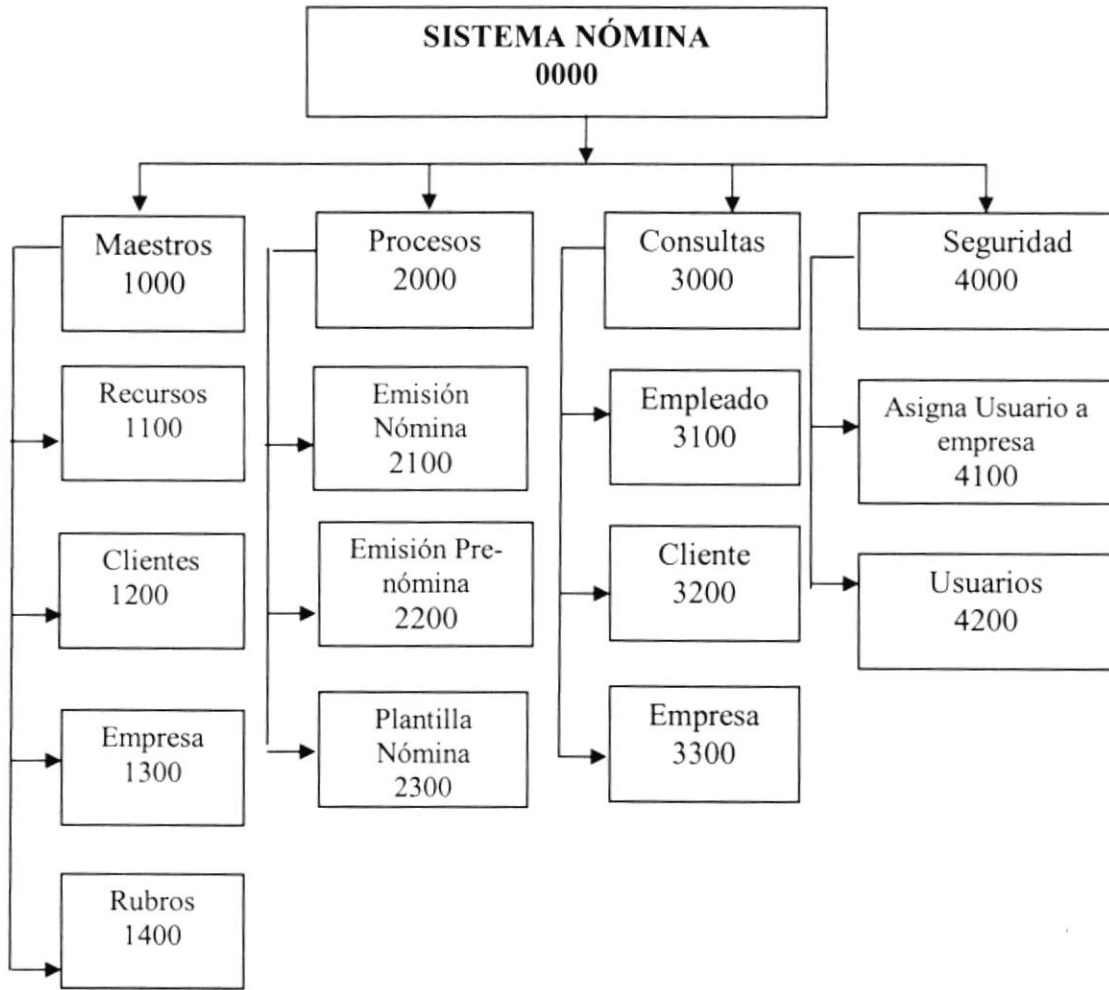 SISTEMA NÓMINA
0000
Maestros
1000
Procesos
2000
Consultas
3000
Seguridad
4000
Recursos
1100
Emisión
Nómina
2100
Empleado
3100
Asigna Usuario a
empresa
4100
Clientes
1200
Emisión Pre-
nómina
2200
Cliente
3200
Usuarios
4200
Empresa
1300
Plantilla
Nómina
2300
Empresa
3300
Rubros
1400